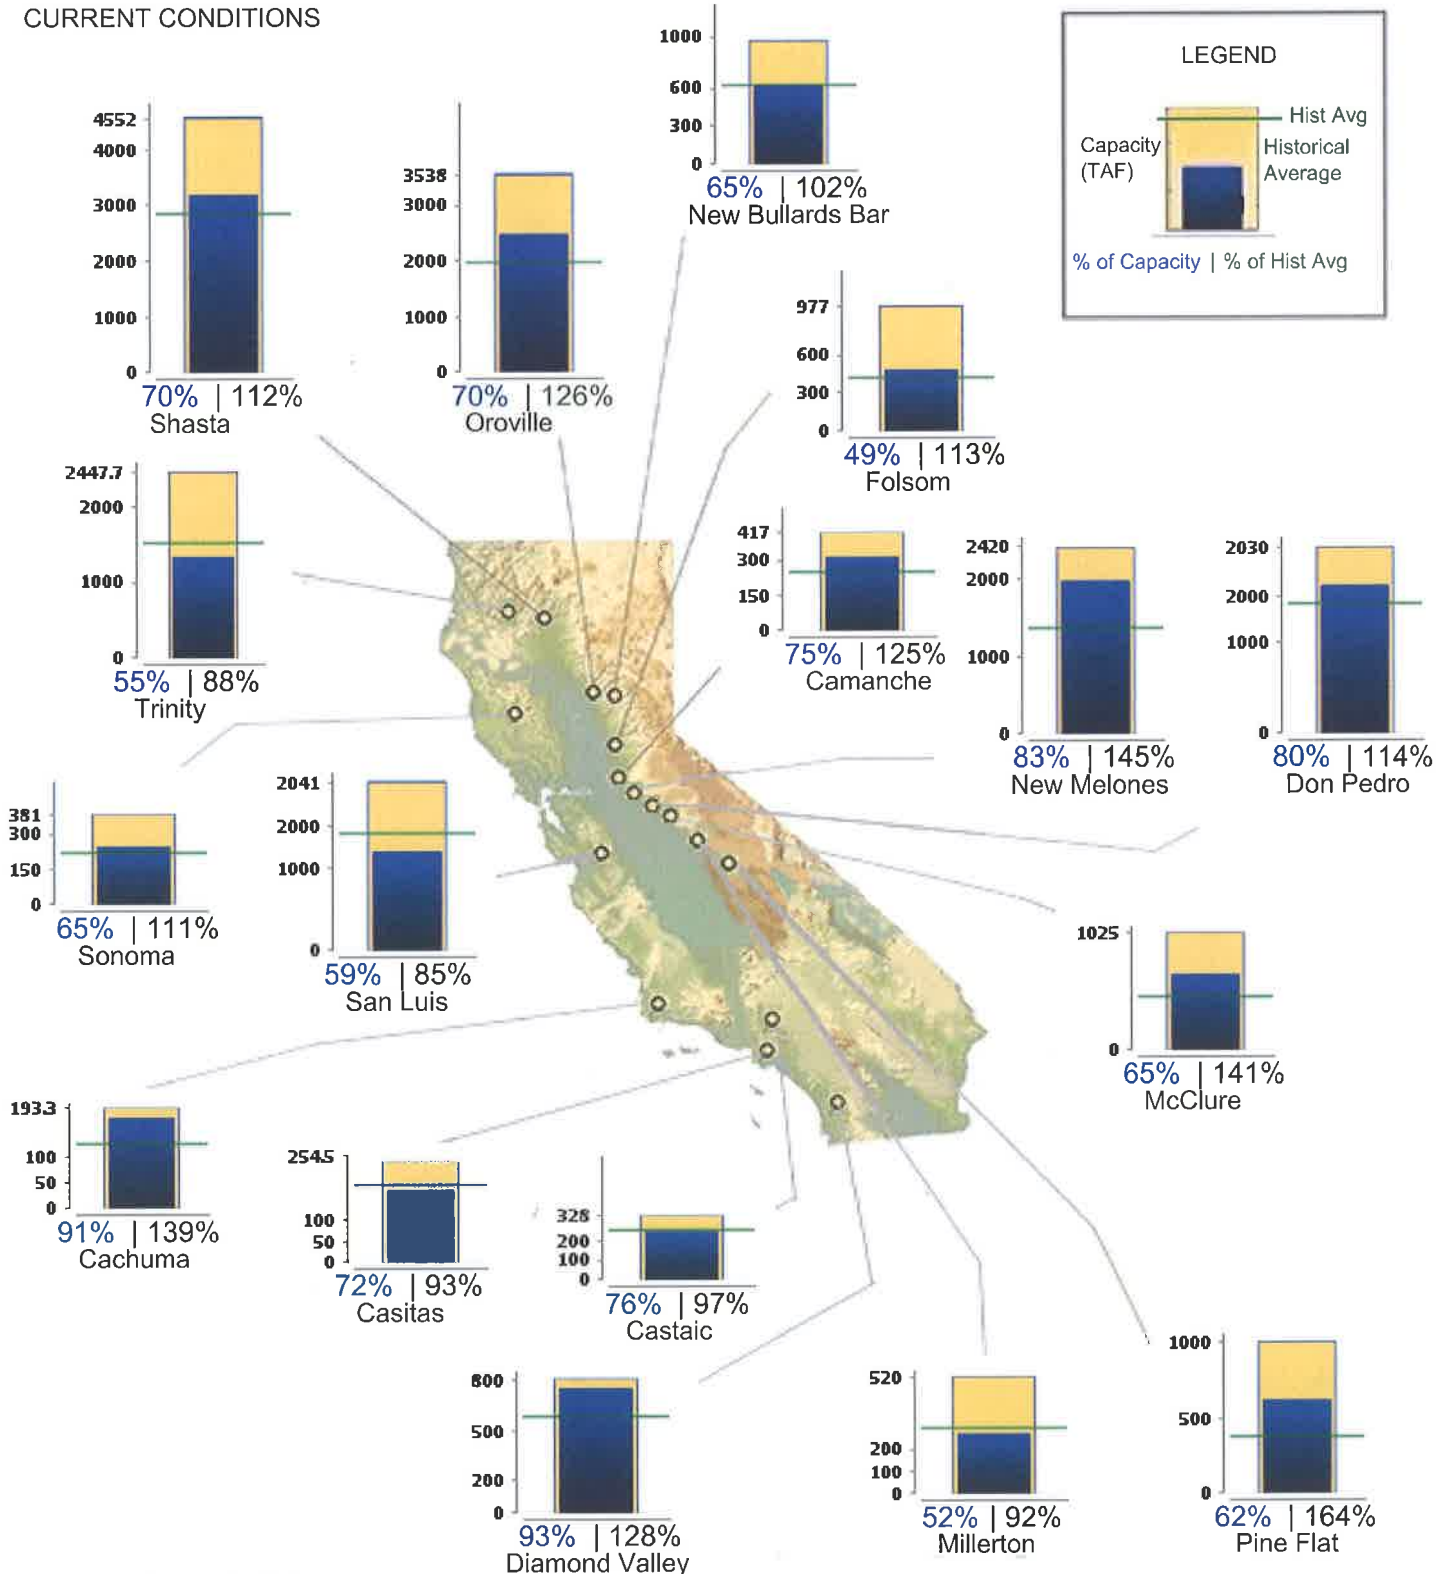 CURRENT CONDITIONS
LEGEND
Hist Avg
Capacity
(TAF)
Historical
Average
% of Capacity | % of Hist Avg
1000
600
300
0
65% | 102%
New Bullards Bar
4552
4000
3000
2000
1000
0
70% | 112%
Shasta
3538
3000
2000
1000
0
70% | 126%
Oroville
977
600
300
0
49% | 113%
Folsom
2447.7
2000
1000
0
55% | 88%
Trinity
417
300
150
0
75% | 125%
Camanche
2420
2000
1000
0
83% | 145%
New Melones
2030
2000
1000
0
80% | 114%
Don Pedro
381
300
150
0
65% | 111%
Sonoma
2041
2000
1000
0
59% | 85%
San Luis
1025
0
65% | 141%
McClure
193.3
100
50
0
91% | 139%
Cachuma
254.5
100
50
0
72% | 93%
Casitas
328
200
100
0
76% | 97%
Castaic
800
500
200
0
93% | 128%
Diamond Valley
520
200
100
0
52% | 92%
Millerton
1000
500
0
62% | 164%
Pine Flat